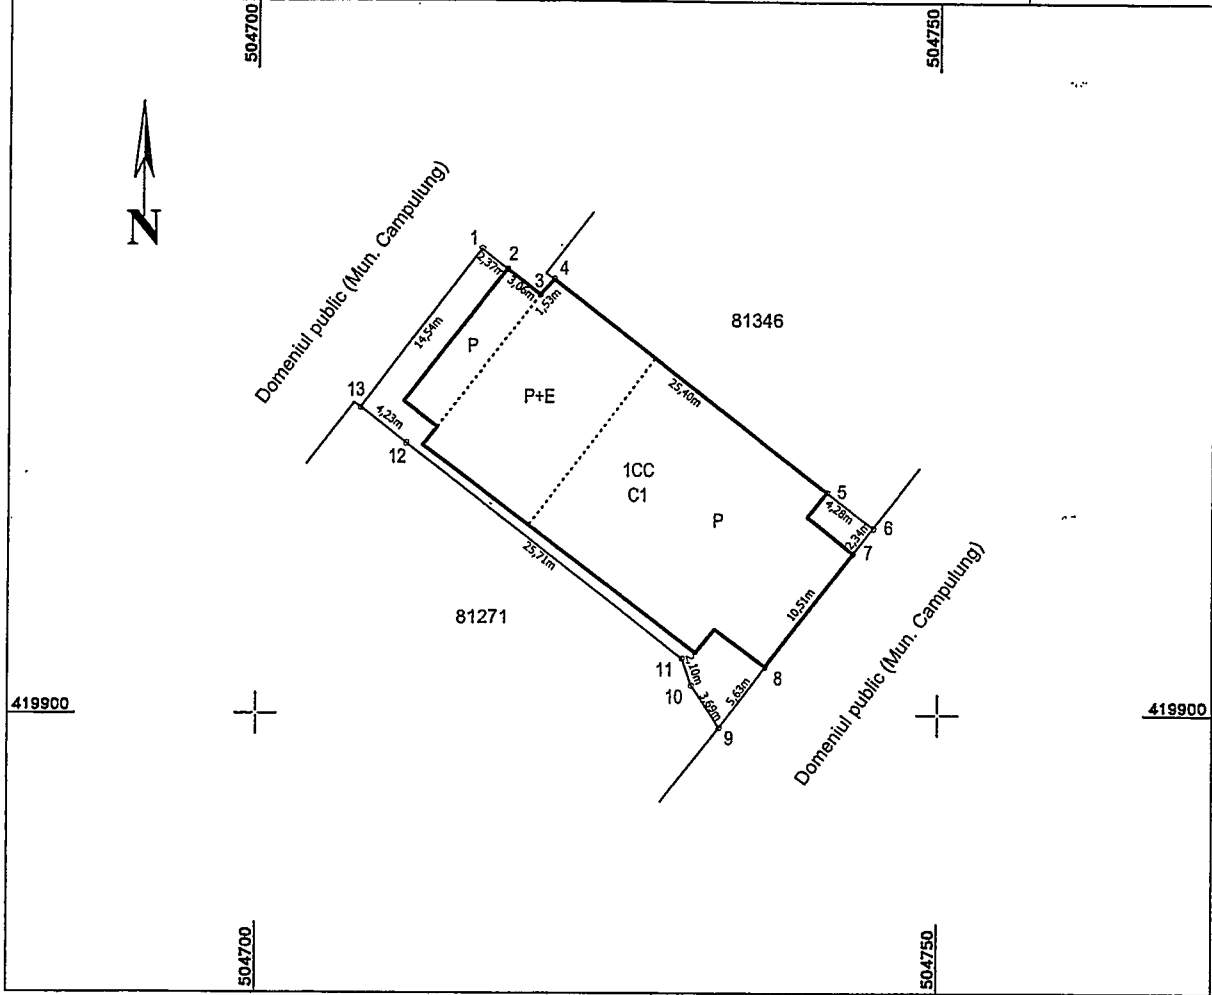 504700
504750
N
Domeniul public (Mun. Campulung)
1
2,37m
2
3,06m
3
1,53m
4
81346
14,54m
P
P+E
25,40m
13
4,23m
12
1CC
C1
P
5
4,28m
6
2,34m
7
25,71m
10,51m
81271
Domeniul public (Mun. Campulung)
11
2,10m
10
3,69m
5,63m
8
9
419900
419900
504700
504750